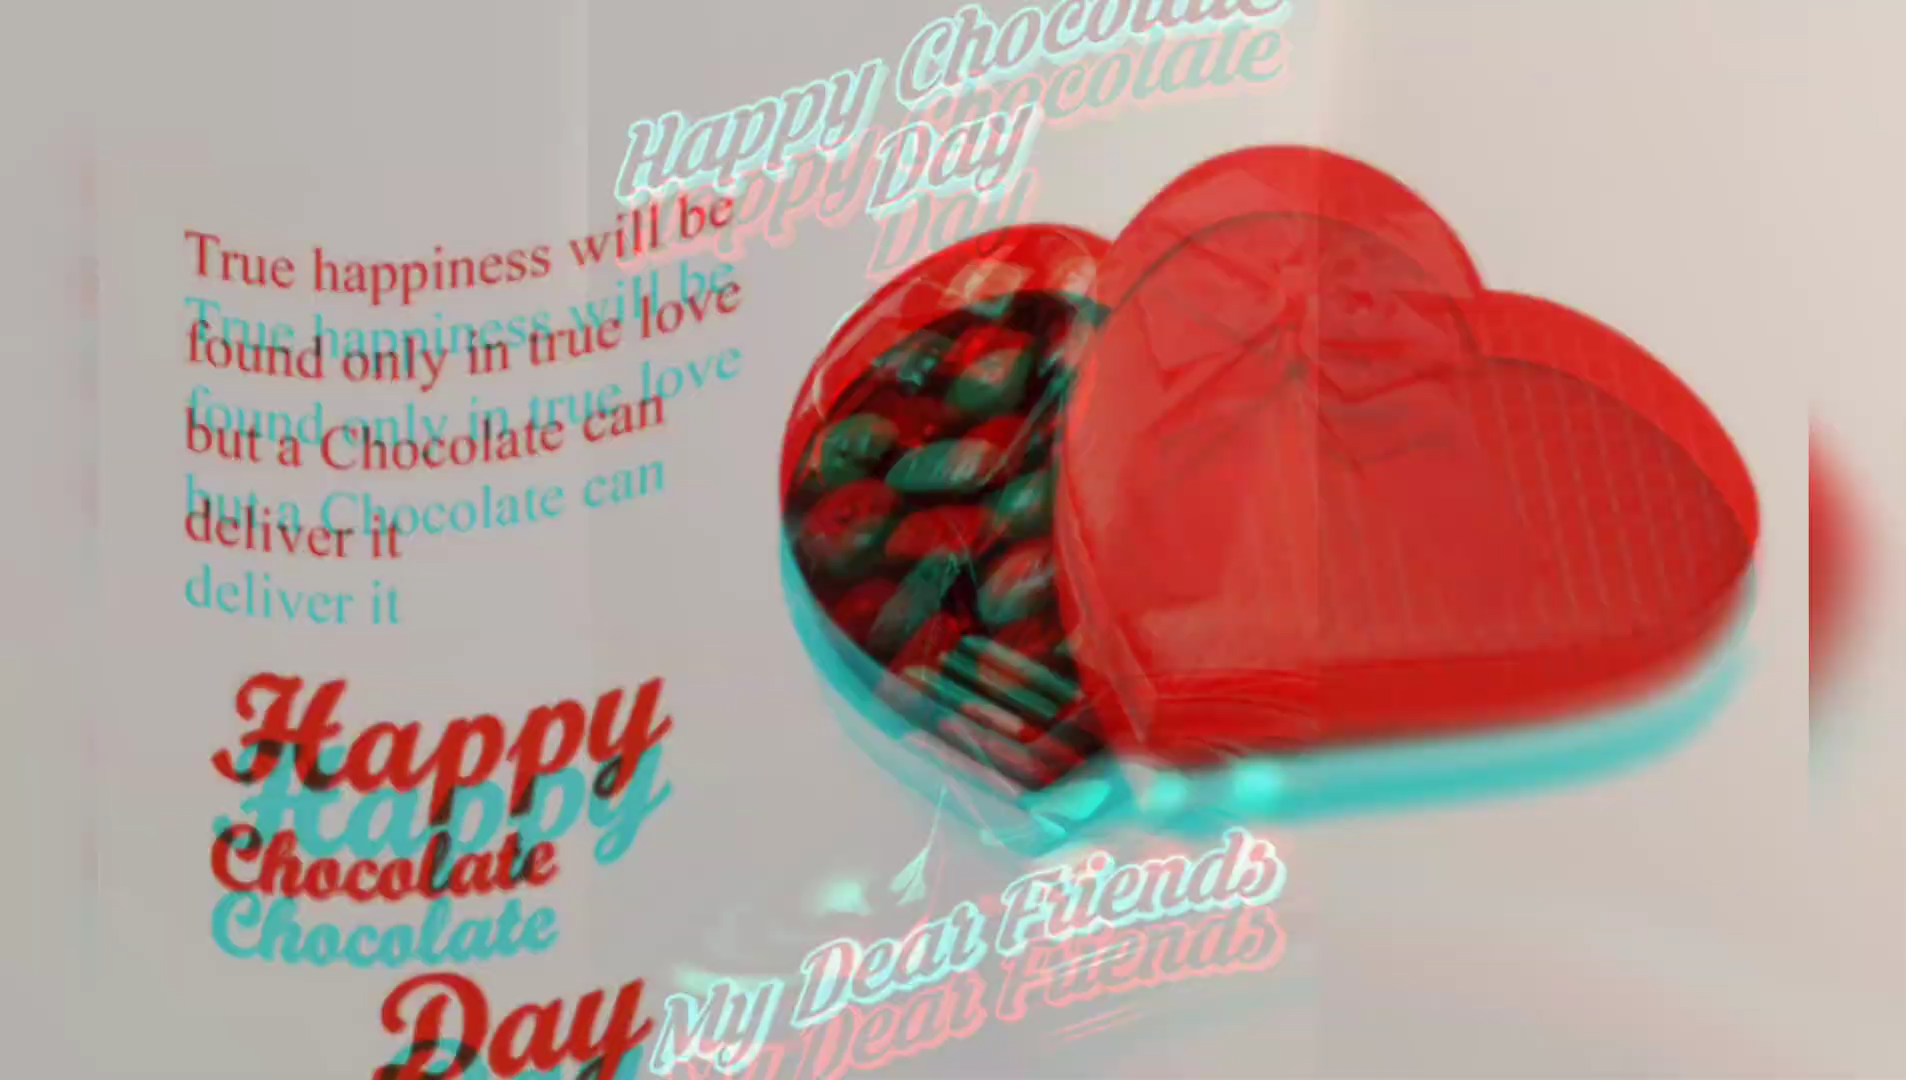 Happy Chocolate
Day
True happiness will be
found only in true love
but a Chocolate can
deliver it
Happy
Chocolate
Day
My Dear Friends